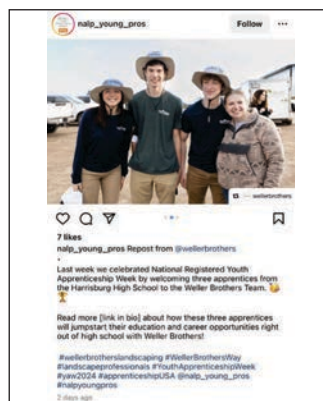 nalp_young_pros
Follow
wellerbrothers
7 likes
nalp_young_pros Repost from @wellerbrothers
.
Last week we celebrated National Registered Youth
Apprenticeship Week by welcoming three apprentices from
the Harrisburg High School to the Weller Brothers Team.
Read more [link in bio] about how these three apprentices
will jumpstart their education and career opportunities right
out of high school with Weller Brothers!
#wellerbrotherslandscaping #WellerBrothersWay
#landscapeprofessionals #YouthApprenticeshipWeek
#yaw2024 #apprenticeshipUSA @nalp_young_pros
#nalpyoungpros
2 days ago